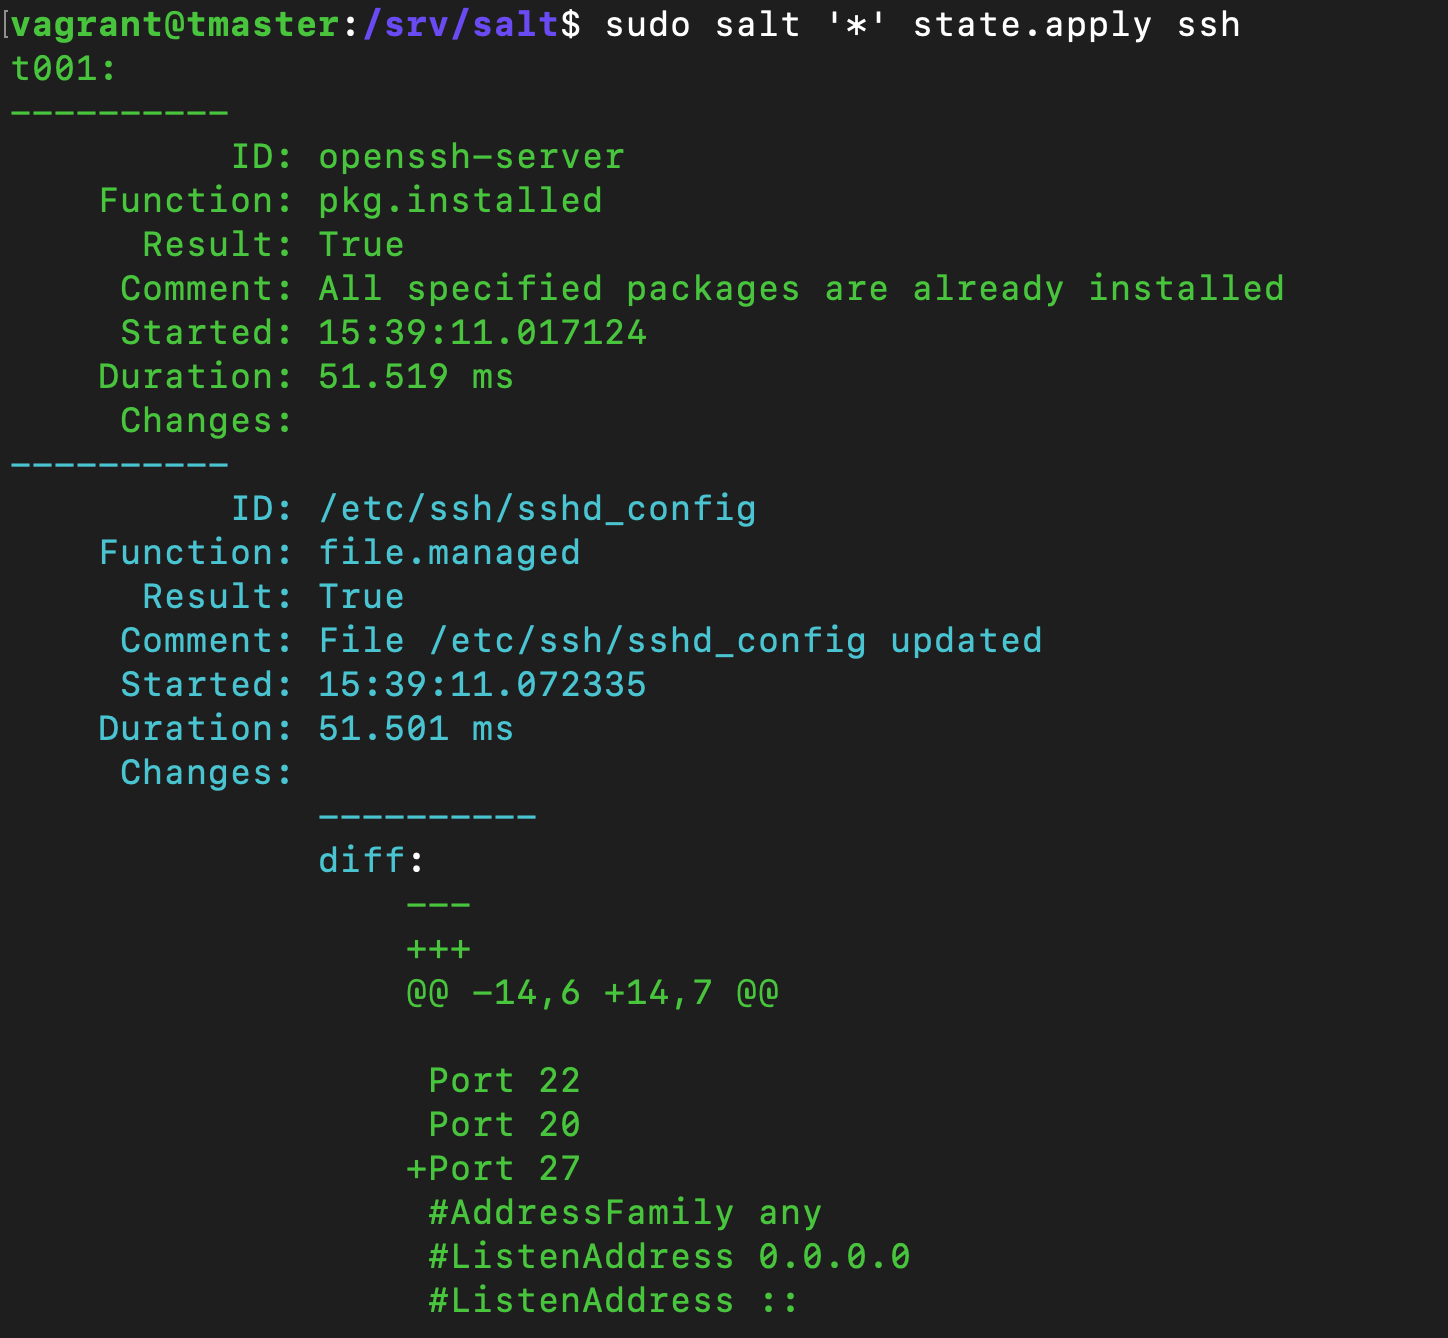 [vagrant@tmaster:/srv/salt$ sudo salt '*' state.apply ssh
t001:
----------
          ID: openssh-server
    Function: pkg.installed
      Result: True
     Comment: All specified packages are already installed
     Started: 15:39:11.017124
    Duration: 51.519 ms
     Changes:
----------
          ID: /etc/ssh/sshd_config
    Function: file.managed
      Result: True
     Comment: File /etc/ssh/sshd_config updated
     Started: 15:39:11.072335
    Duration: 51.501 ms
     Changes:
              ----------
              diff:
                  ---
                  +++
                  @@ -14,6 +14,7 @@

                   Port 22
                   Port 20
                  +Port 27
                   #AddressFamily any
                   #ListenAddress 0.0.0.0
                   #ListenAddress ::